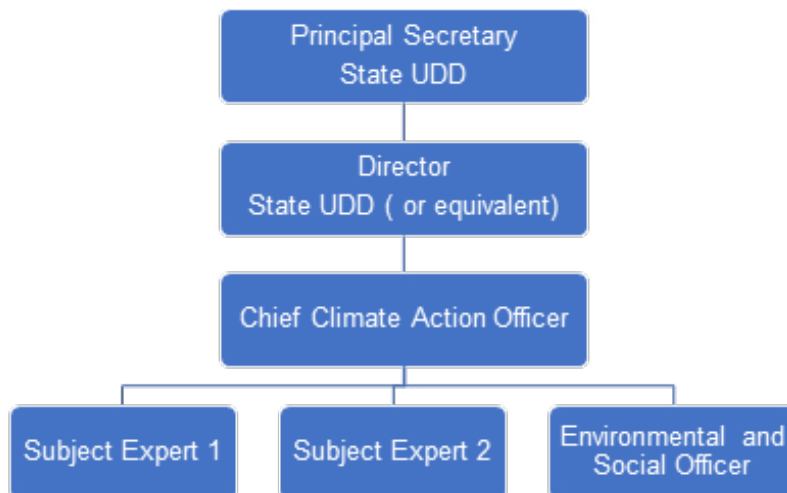 Principal Secretary
State UDD
Director
State UDD ( or equivalent)
Chief Climate Action Officer
Subject Expert 1
Subject Expert 2
Environmental and
Social Officer